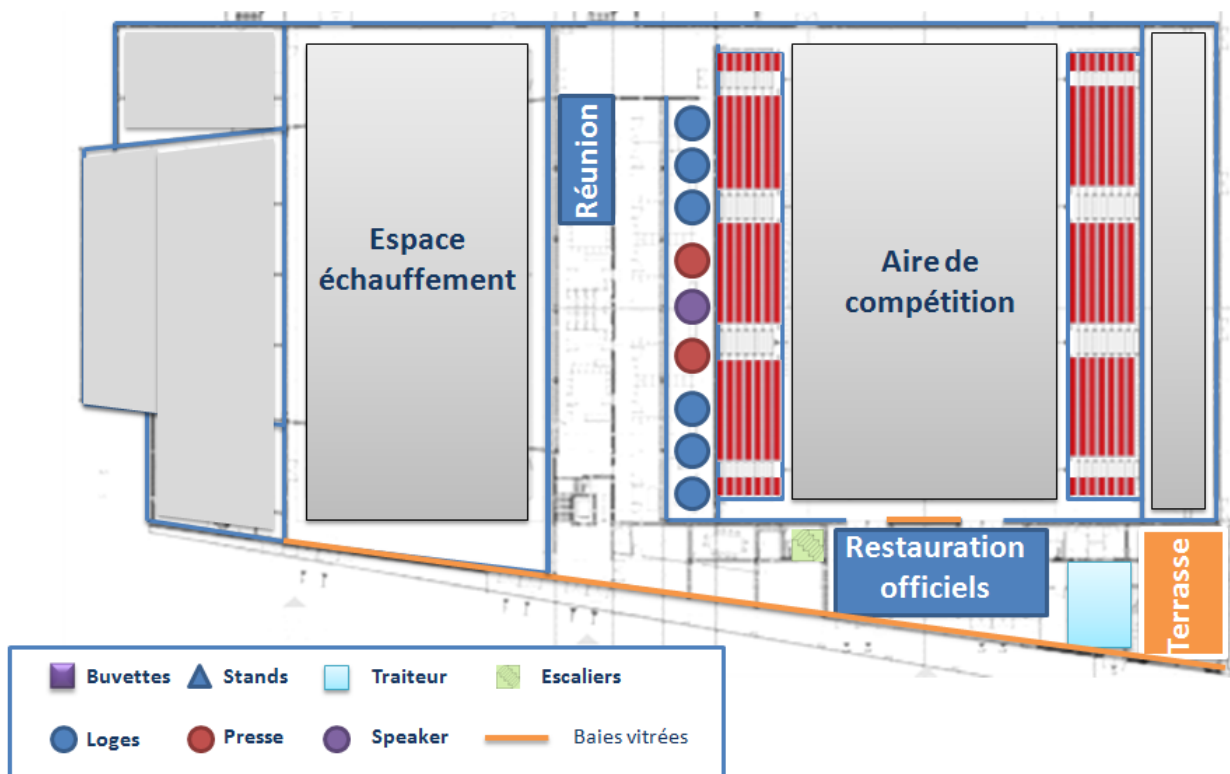 Réunion
Espace
échauffement
Aire de
compétition
Restauration
officiels
Terrasse
Buvettes
Stands
Traiteur
Escaliers
Loges
Presse
Speaker
Baies vitrées